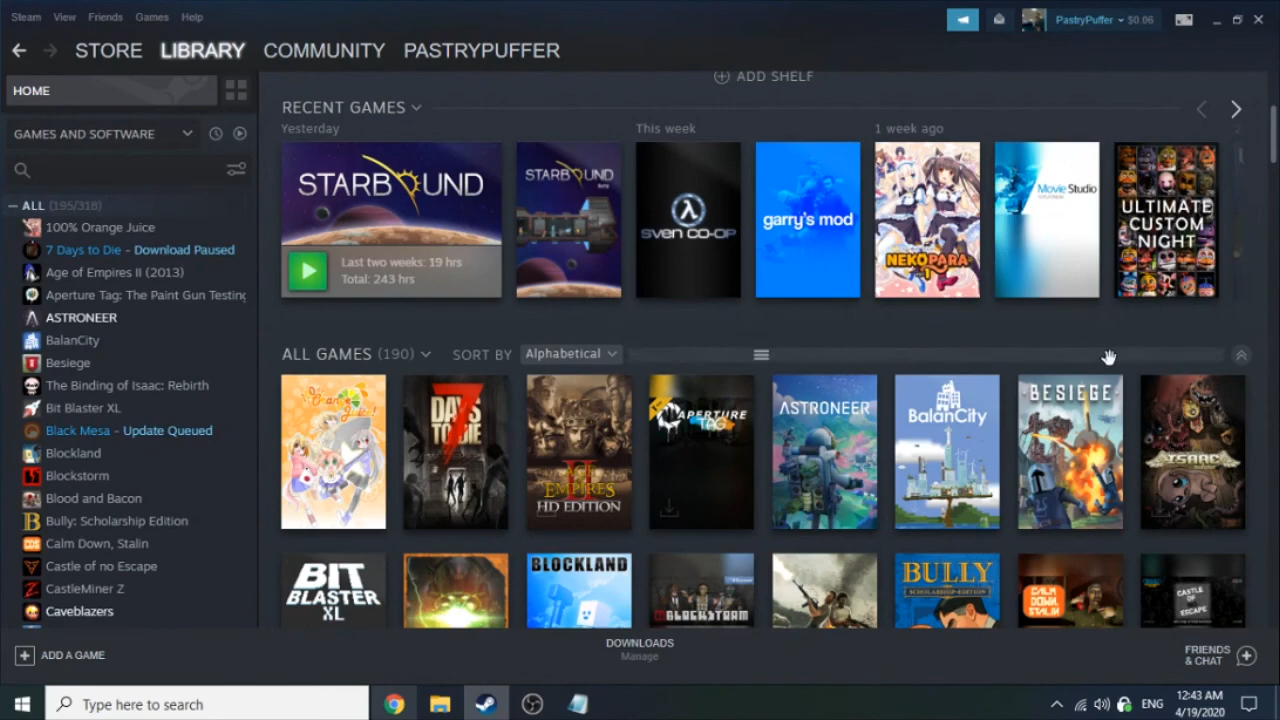 Steam View Friends Games Help
PastryPuffer $0.06
STORE LIBRARY COMMUNITY PASTRYPUFFER
HOME
ADD SHELF
RECENT GAMES
GAMES AND SOFTWARE
Yesterday This week 1 week ago
STARBOUND
STARBOUND
SVEN CO-OP
garry's mod
NEKOPARA
Movie Studio
ULTIMATE
CUSTOM
NIGHT
Last two weeks: 19 hrs
Total: 243 hrs
ALL (195/318)
100% Orange Juice
7 Days to Die - Download Paused
Age of Empires II (2013)
Aperture Tag: The Paint Gun Testing
ASTRONEER
BalanCity
Besiege
The Binding of Isaac: Rebirth
Bit Blaster XL
Black Mesa - Update Queued
Blockland
Blockstorm
Blood and Bacon
Bully: Scholarship Edition
Calm Down, Stalin
Castle of no Escape
CastleMiner Z
Caveblazers
ALL GAMES (190) SORT BY Alphabetical
Orange Juice!
7 DAYS
TO DIE
II
EMPIRES
HD EDITION
APERTURE
TAG
ASTRONEER
BalanCity
BESIEGE
ISAAC
BIT
BLASTER
XL
BLOCKLAND
BLOCKSTORM
BULLY
SCHOLARSHIP EDITION
CALM
DOWN,
STALIN
CASTLE
OF NO
ESCAPE
ADD A GAME
DOWNLOADS
Manage
FRIENDS
& CHAT
Type here to search
ENG
12:43 AM
4/19/2020